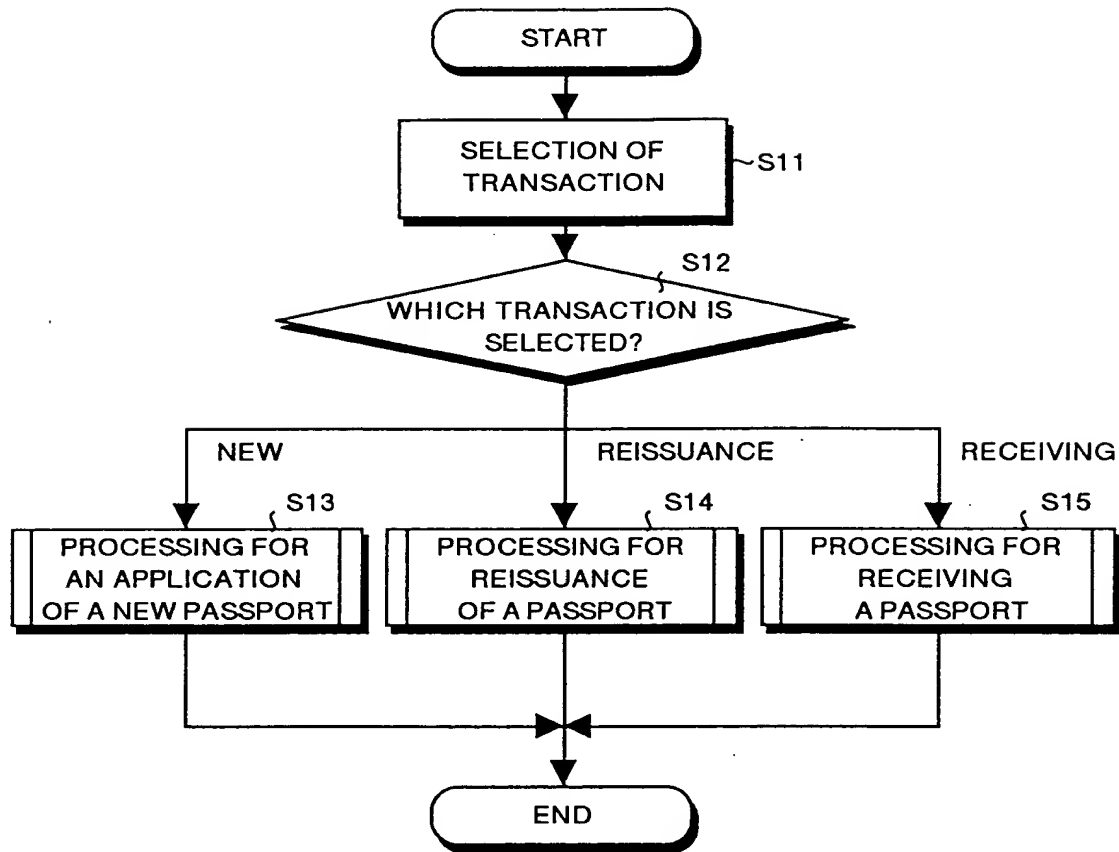 START
SELECTION OF
TRANSACTION
S11
S12
WHICH TRANSACTION IS
SELECTED?
NEW
REISSUANCE
RECEIVING
S13
PROCESSING FOR
AN APPLICATION
OF A NEW PASSPORT
S14
PROCESSING FOR
REISSUANCE
OF A PASSPORT
S15
PROCESSING FOR
RECEIVING
A PASSPORT
END